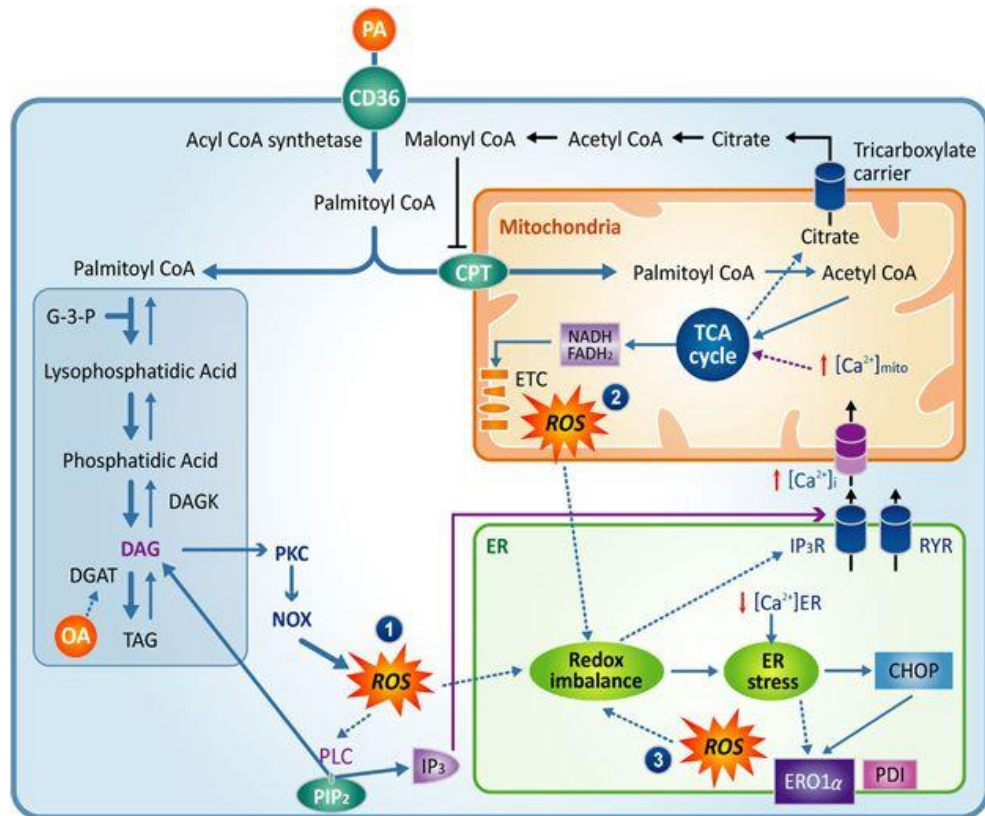 PA
CD36
Acyl CoA synthetase
Malonyl CoA
Acetyl CoA
Citrate
Tricarboxylate
carrier
Palmitoyl CoA
Mitochondria
Citrate
Palmitoyl CoA
CPT
Palmitoyl CoA
Acetyl CoA
G-3-P
NADH
FADH₂
TCA
cycle
[Ca²⁺]mito
Lysophosphatidic Acid
ETC
2
ROS
Phosphatidic Acid
[Ca²⁺]i
DAGK
DAG
PKC
ER
IP₃R
RYR
DGAT
NOX
[Ca²⁺]ER
OA
TAG
1
ROS
Redox
imbalance
ER
stress
CHOP
PLC
IP₃
3
ROS
PIP₂
ERO1α
PDI